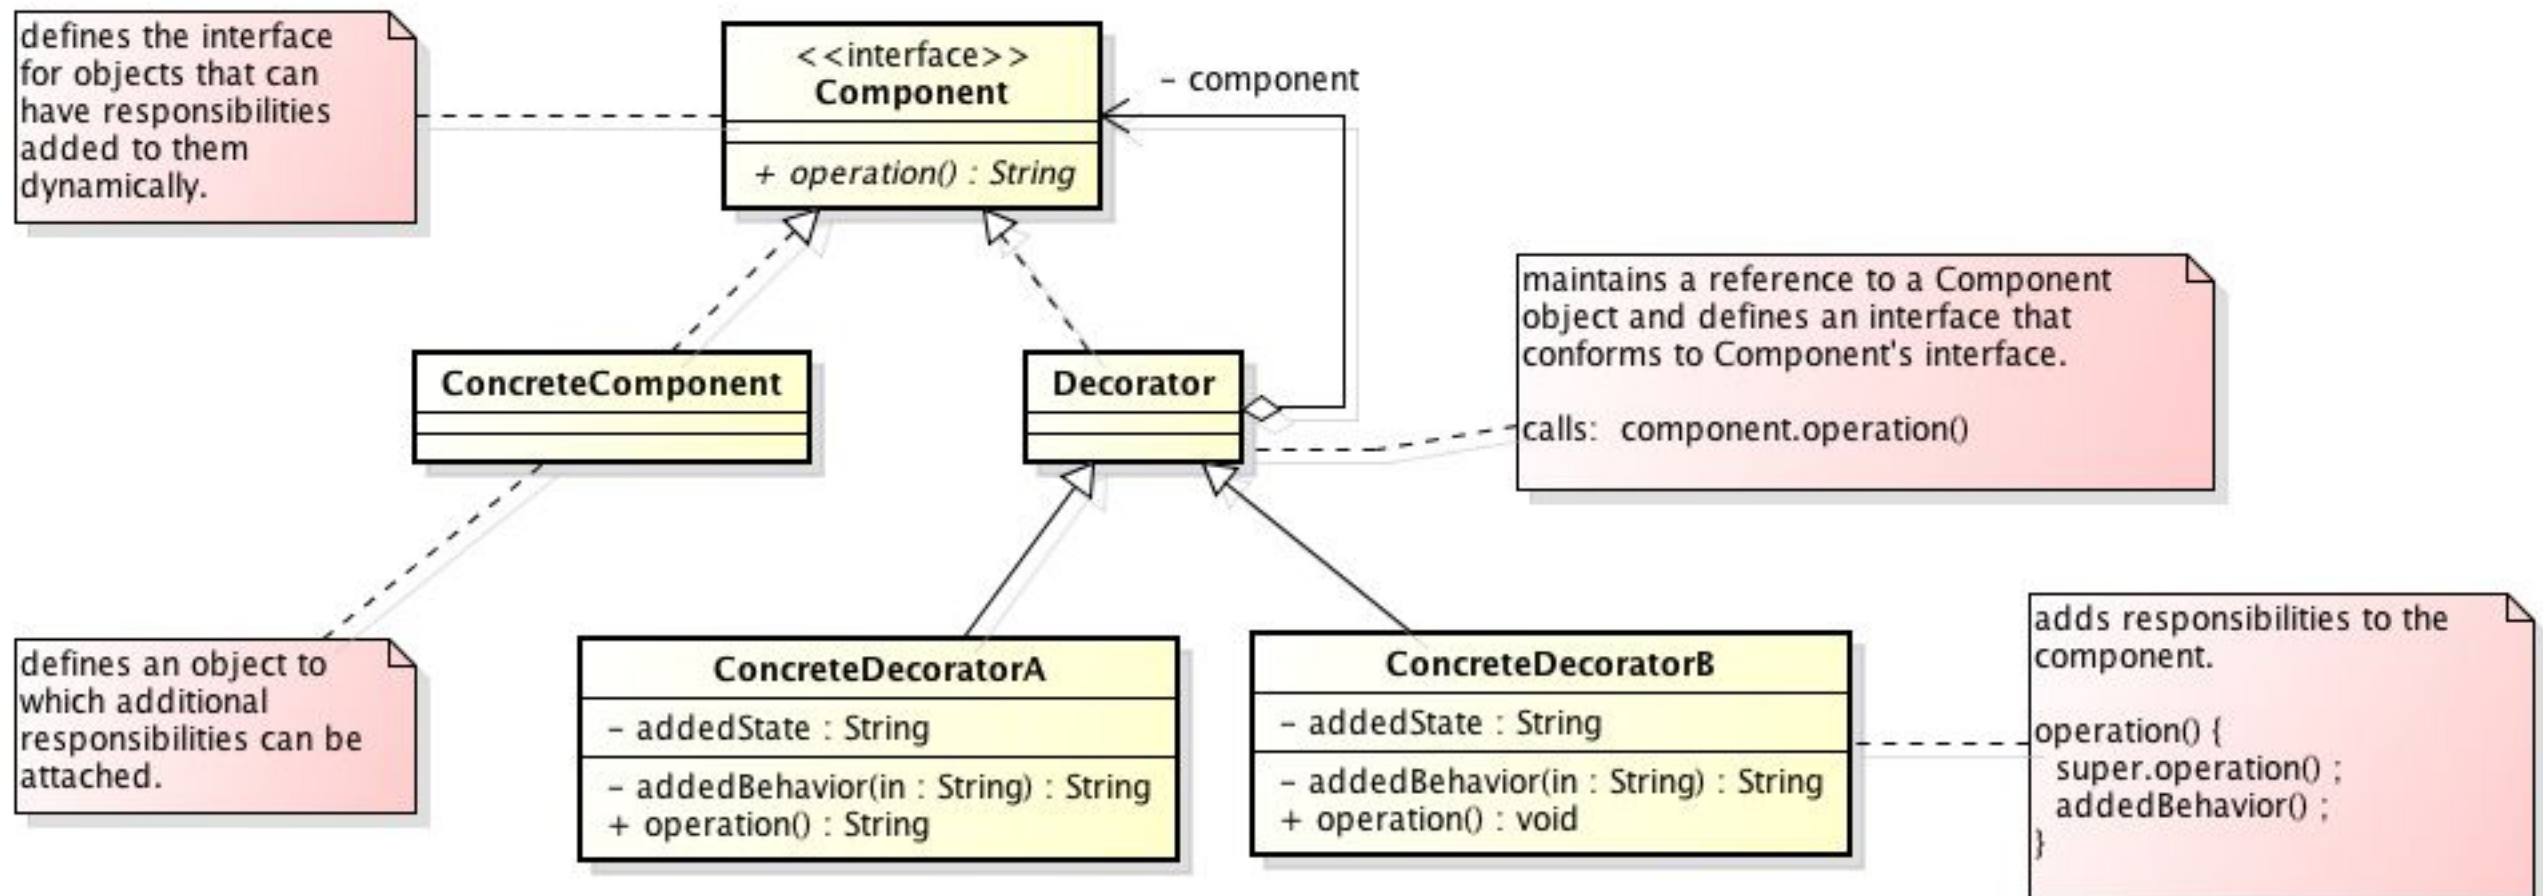 defines the interface
for objects that can
have responsibilities
added to them
dynamically.
<<interface>>
Component
+ operation() : String
- component
ConcreteComponent
Decorator
maintains a reference to a Component
object and defines an interface that
conforms to Component's interface.
calls:  component.operation()
defines an object to
which additional
responsibilities can be
attached.
ConcreteDecoratorA
- addedState : String
- addedBehavior(in : String) : String
+ operation() : String
ConcreteDecoratorB
- addedState : String
- addedBehavior(in : String) : String
+ operation() : void
adds responsibilities to the
component.
operation() {
  super.operation() ;
  addedBehavior() ;
}